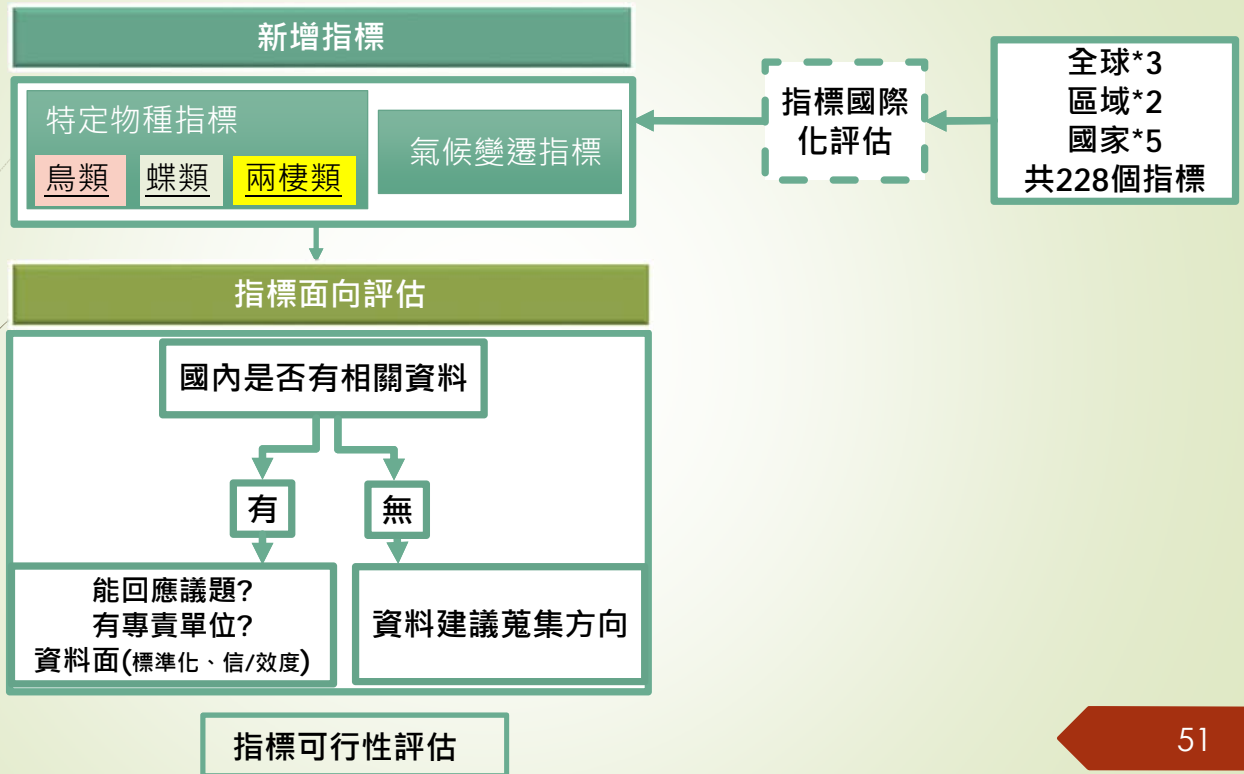 新增指標
特定物種指標
鳥類 蝶類 兩棲類
氣候變遷指標
指標國際
化評估
全球*3
區域*2
國家*5
共228個指標
指標面向評估
國內是否有相關資料
有
無
能回應議題?
有專責單位?
資料面(標準化、信/效度)
資料建議蒐集方向
指標可行性評估
51